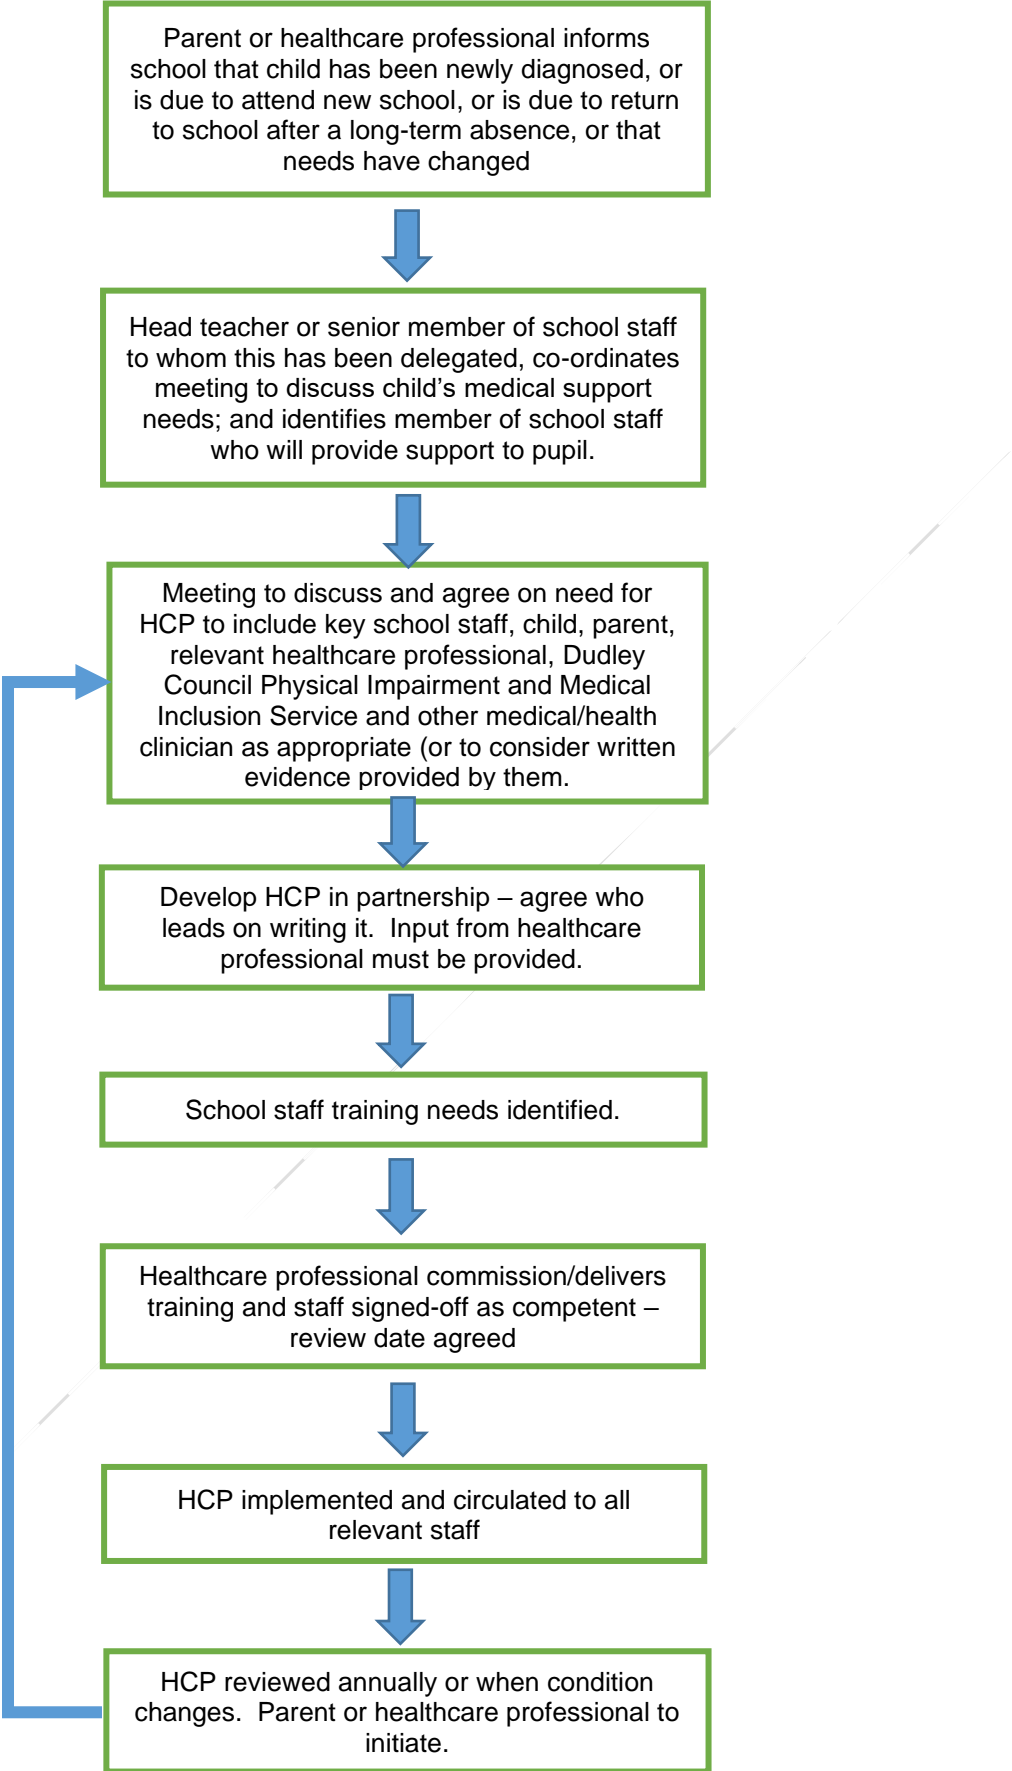 Parent or healthcare professional informs
school that child has been newly diagnosed, or
is due to attend new school, or is due to return
to school after a long-term absence, or that
needs have changed
Head teacher or senior member of school staff
to whom this has been delegated, co-ordinates
meeting to discuss child’s medical support
needs; and identifies member of school staff
who will provide support to pupil.
Meeting to discuss and agree on need for
HCP to include key school staff, child, parent,
relevant healthcare professional, Dudley
Council Physical Impairment and Medical
Inclusion Service and other medical/health
clinician as appropriate (or to consider written
evidence provided by them.
Develop HCP in partnership – agree who
leads on writing it.  Input from healthcare
professional must be provided.
School staff training needs identified.
Healthcare professional commission/delivers
training and staff signed-off as competent –
review date agreed
HCP implemented and circulated to all
relevant staff
HCP reviewed annually or when condition
changes.  Parent or healthcare professional to
initiate.